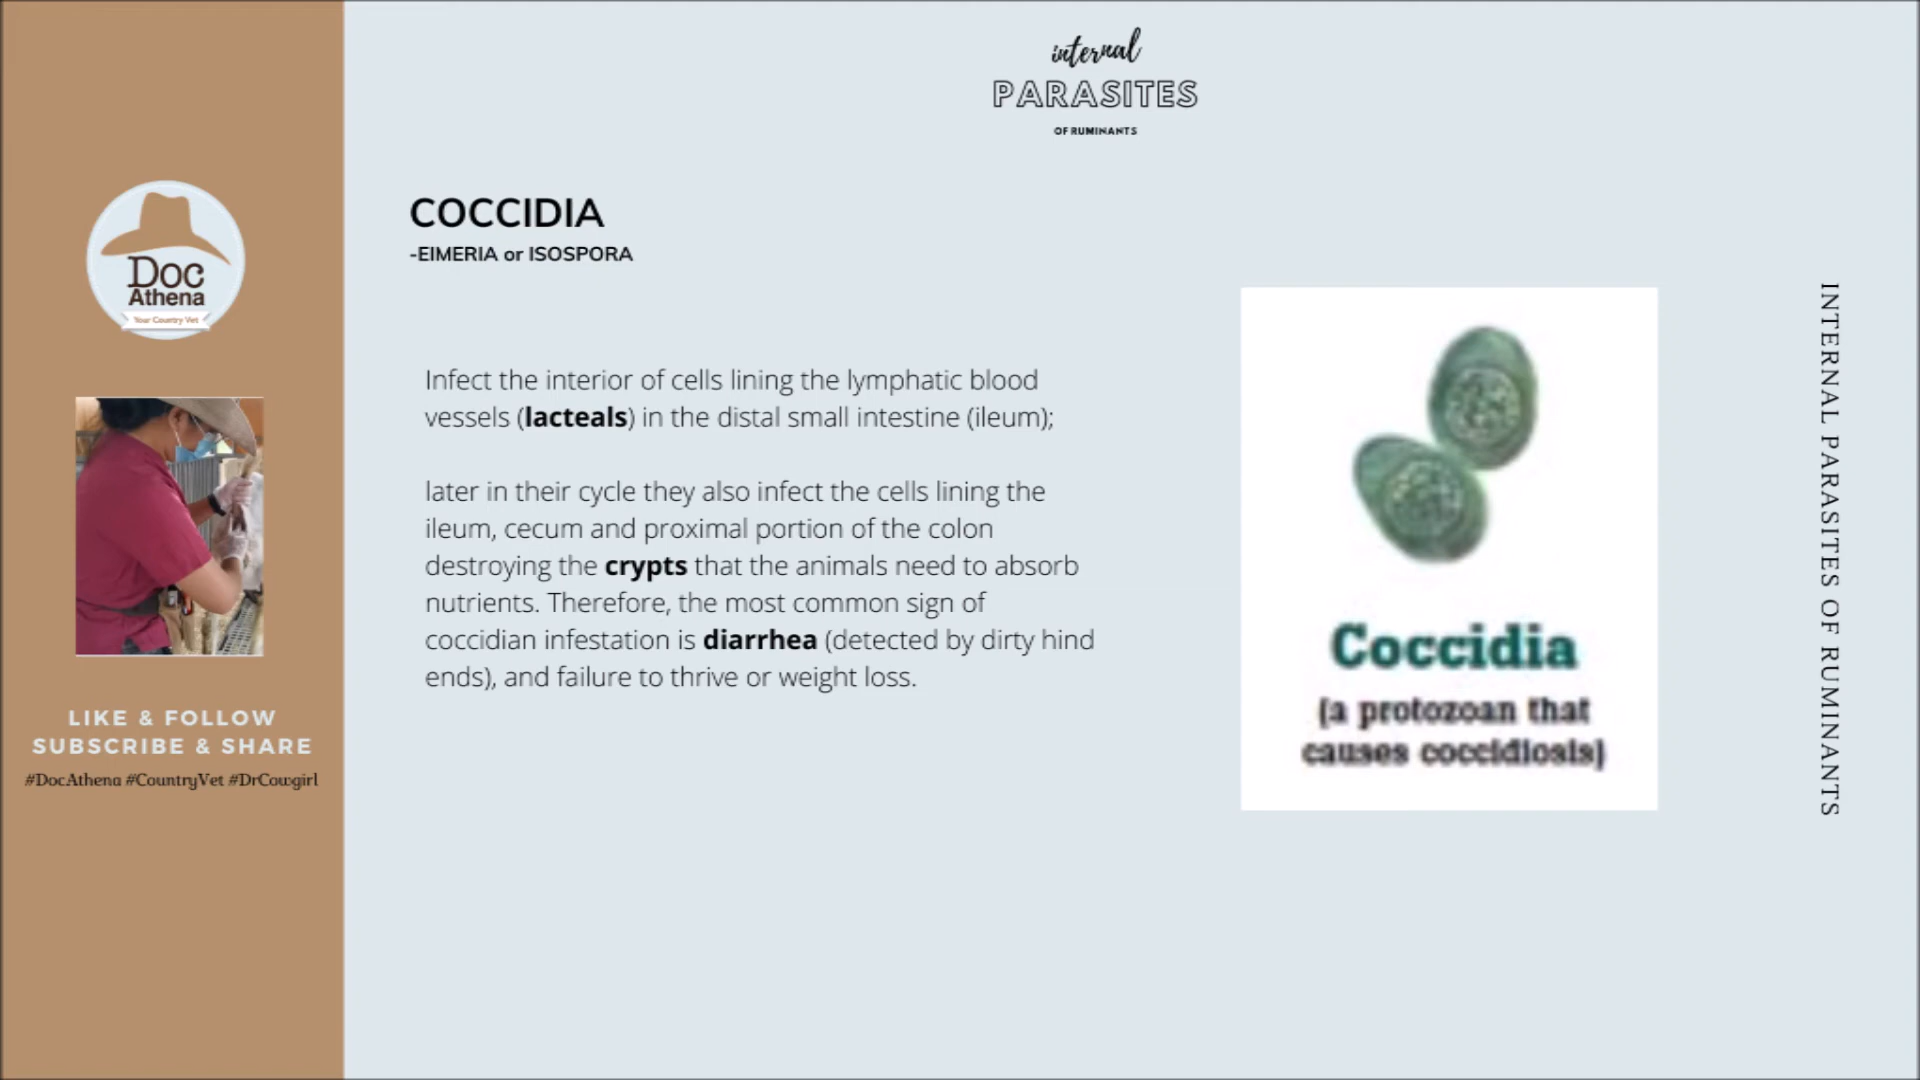 internal
PARASITES
OF RUMINANTS
Doc
Athena
Your Country Vet
LIKE & FOLLOW
SUBSCRIBE & SHARE
#DocAthena #CountryVet #DrCowgirl
COCCIDIA
-EIMERIA or ISOSPORA
Infect the interior of cells lining the lymphatic blood
vessels (lacteals) in the distal small intestine (ileum);
later in their cycle they also infect the cells lining the
ileum, cecum and proximal portion of the colon
destroying the crypts that the animals need to absorb
nutrients. Therefore, the most common sign of
coccidian infestation is diarrhea (detected by dirty hind
ends), and failure to thrive or weight loss.
Coccidia
(a protozoan that
causes coccidiosis)
INTERNAL PARASITES OF RUMINANTS